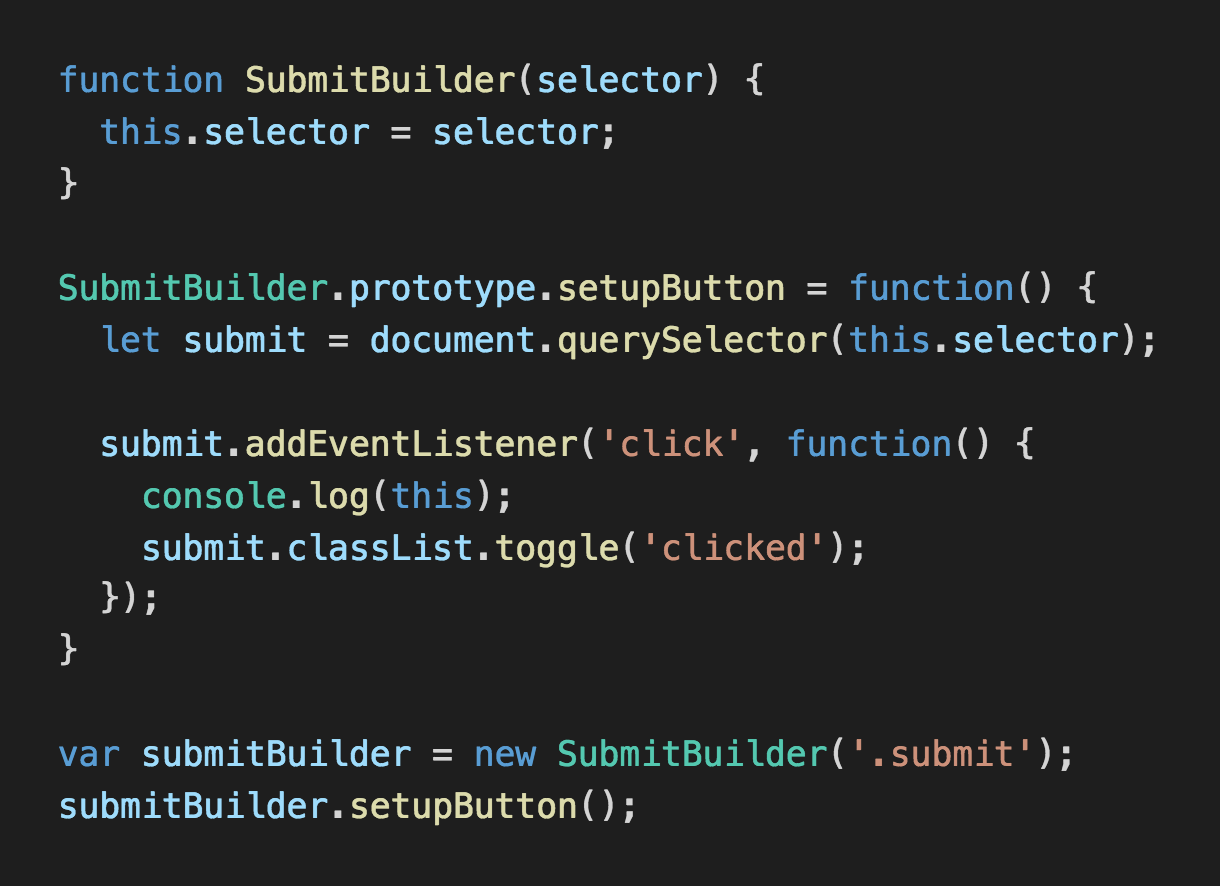 function SubmitBuilder(selector) {
  this.selector = selector;
}

SubmitBuilder.prototype.setupButton = function() {
  let submit = document.querySelector(this.selector);

  submit.addEventListener('click', function() {
    console.log(this);
    submit.classList.toggle('clicked');
  });
}

var submitBuilder = new SubmitBuilder('.submit');
submitBuilder.setupButton();